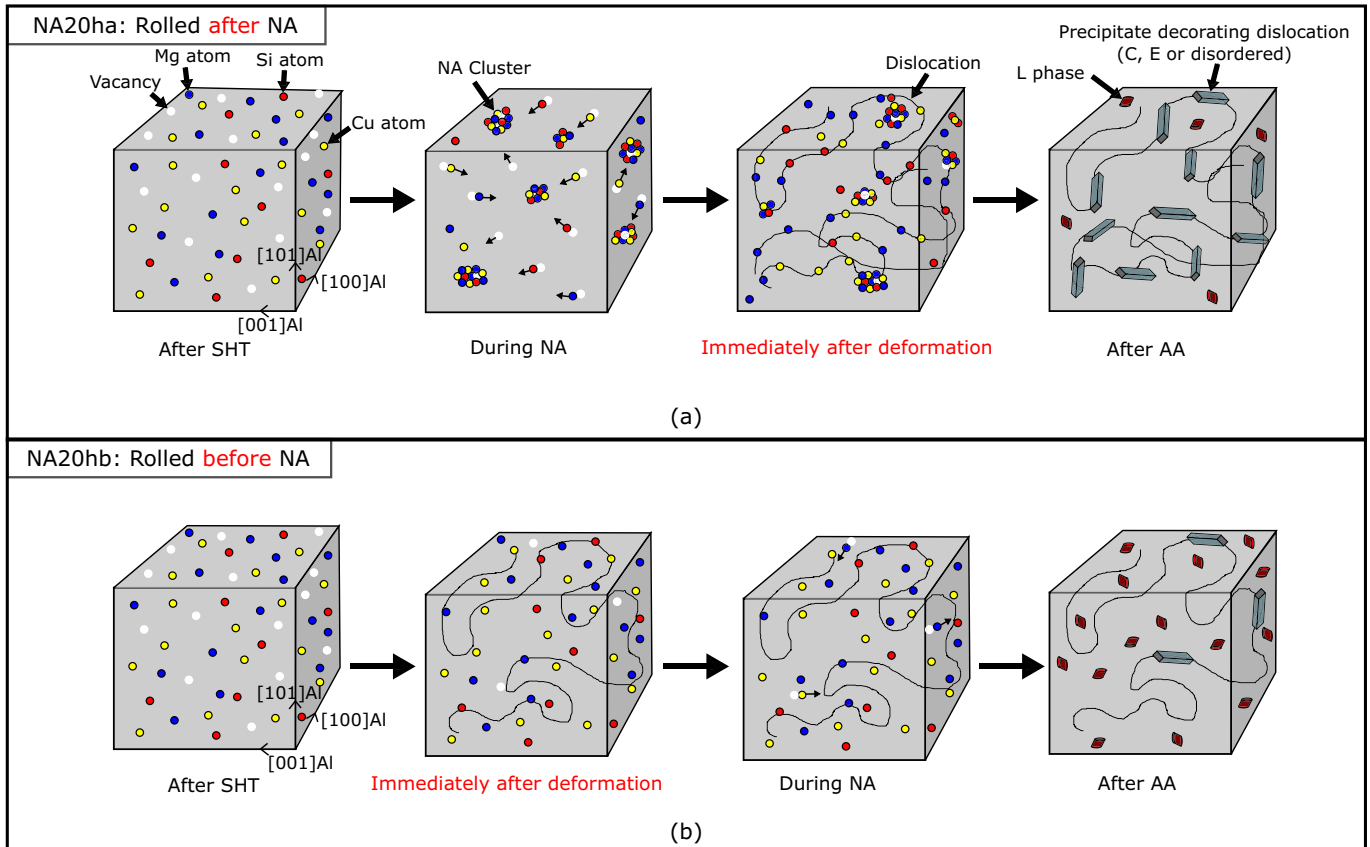 NA20ha: Rolled after NA
Mg atom
Si atom
Vacancy
Cu atom
NA Cluster
Dislocation
Precipitate decorating dislocation
(C, E or disordered)
L phase
[101]Al
[100]Al
[001]Al
After SHT
During NA
Immediately after deformation
After AA
(a)
NA20hb: Rolled before NA
[101]Al
[100]Al
[001]Al
After SHT
Immediately after deformation
During NA
After AA
(b)